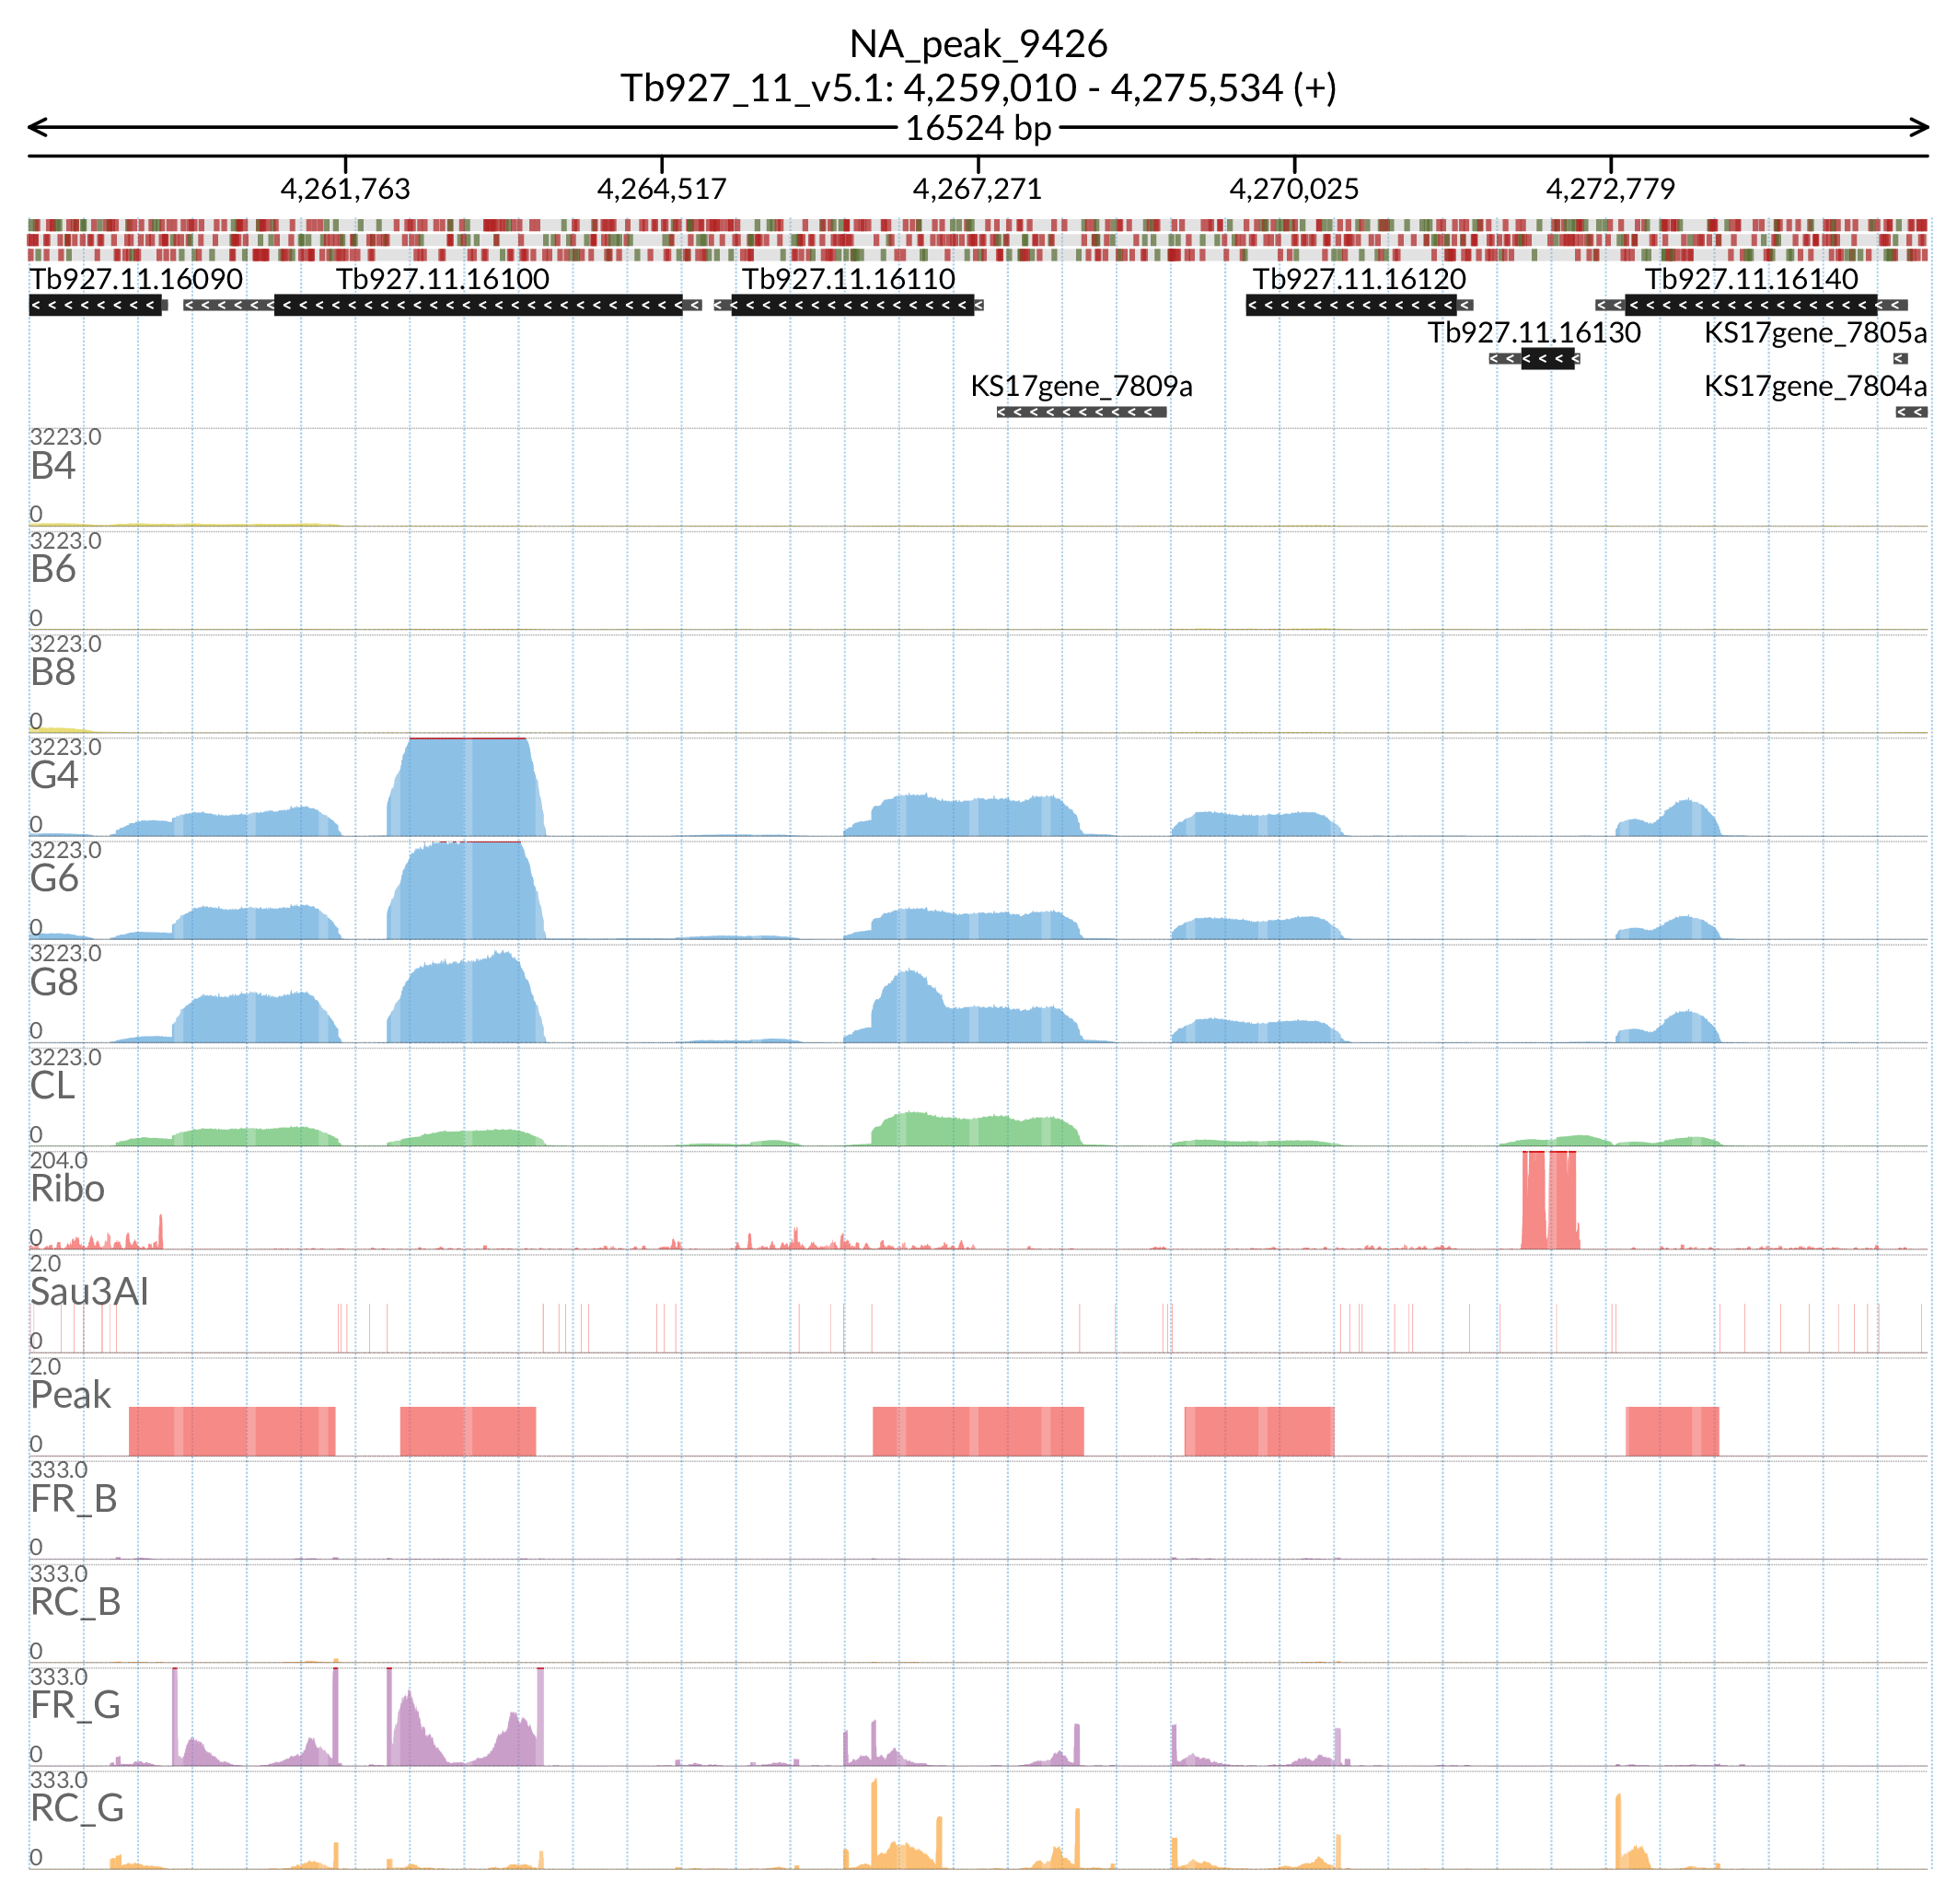 NA_peak_9426
Tb927_11_v5.1: 4,259,010 - 4,275,534 (+)
16524 bp
4,261,763 4,264,517 4,267,271 4,270,025 4,272,779
Tb927.11.16090 Tb927.11.16100 Tb927.11.16110 Tb927.11.16120 Tb927.11.16140
Tb927.11.16130 KS17gene_7805a
KS17gene_7809a KS17gene_7804a
3223.0
B4
0
3223.0
B6
0
3223.0
B8
0
3223.0
G4
0
3223.0
G6
0
3223.0
G8
0
3223.0
CL
0
204.0
Ribo
0
2.0
Sau3AI
0
2.0
Peak
0
333.0
FR_B
0
333.0
RC_B
0
333.0
FR_G
0
333.0
RC_G
0